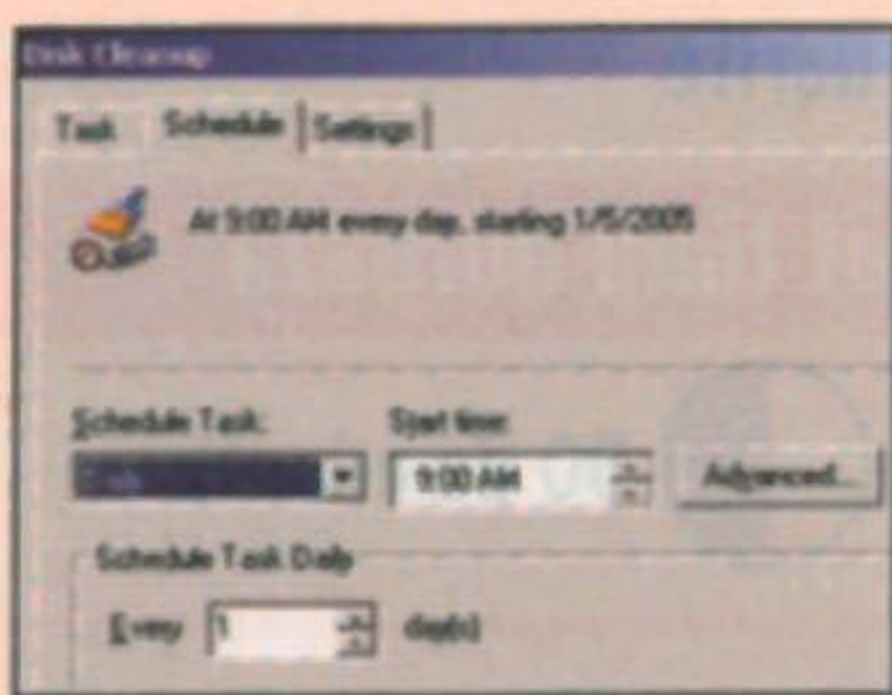 Disk Cleanup
Task Schedule Settings
At 9:00 AM every day, starting 1/5/2005
Schedule Task: Start time:
Daily 9:00 AM Advanced...
Schedule Task Daily
Every 1 day(s)